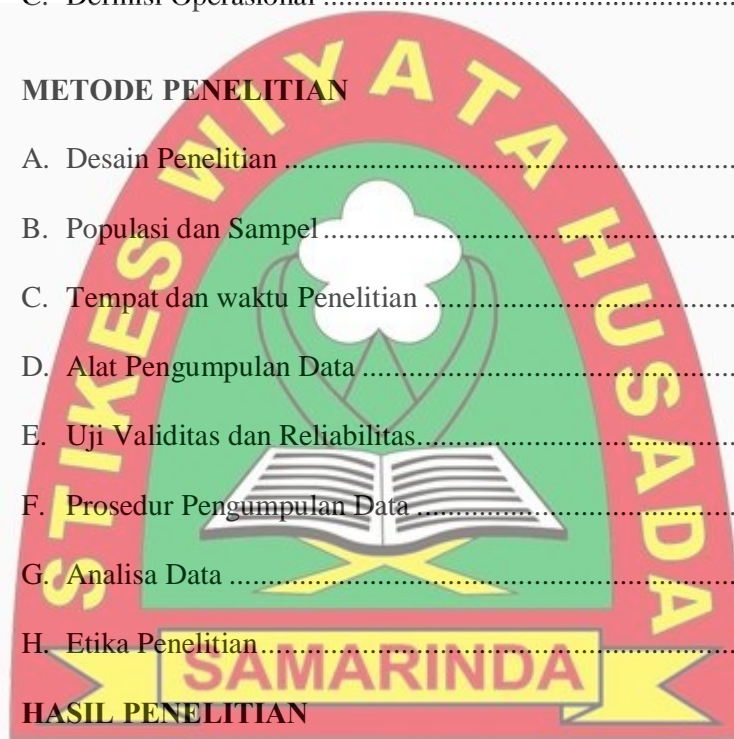 C. Definisi Operasional ........................................................
METODE PENELITIAN
A. Desain Penelitian ............................................................
B. Populasi dan Sampel ........................................................
C. Tempat dan waktu Penelitian ..........................................
D. Alat Pengumpulan Data ..................................................
E. Uji Validitas dan Reliabilitas..........................................
F. Prosedur Pengumpulan Data ..........................................
G. Analisa Data ..................................................................
H. Etika Penelitian..............................................................
HASIL PENELITIAN
STIKES WIYATA HUSADA
SAMARINDA